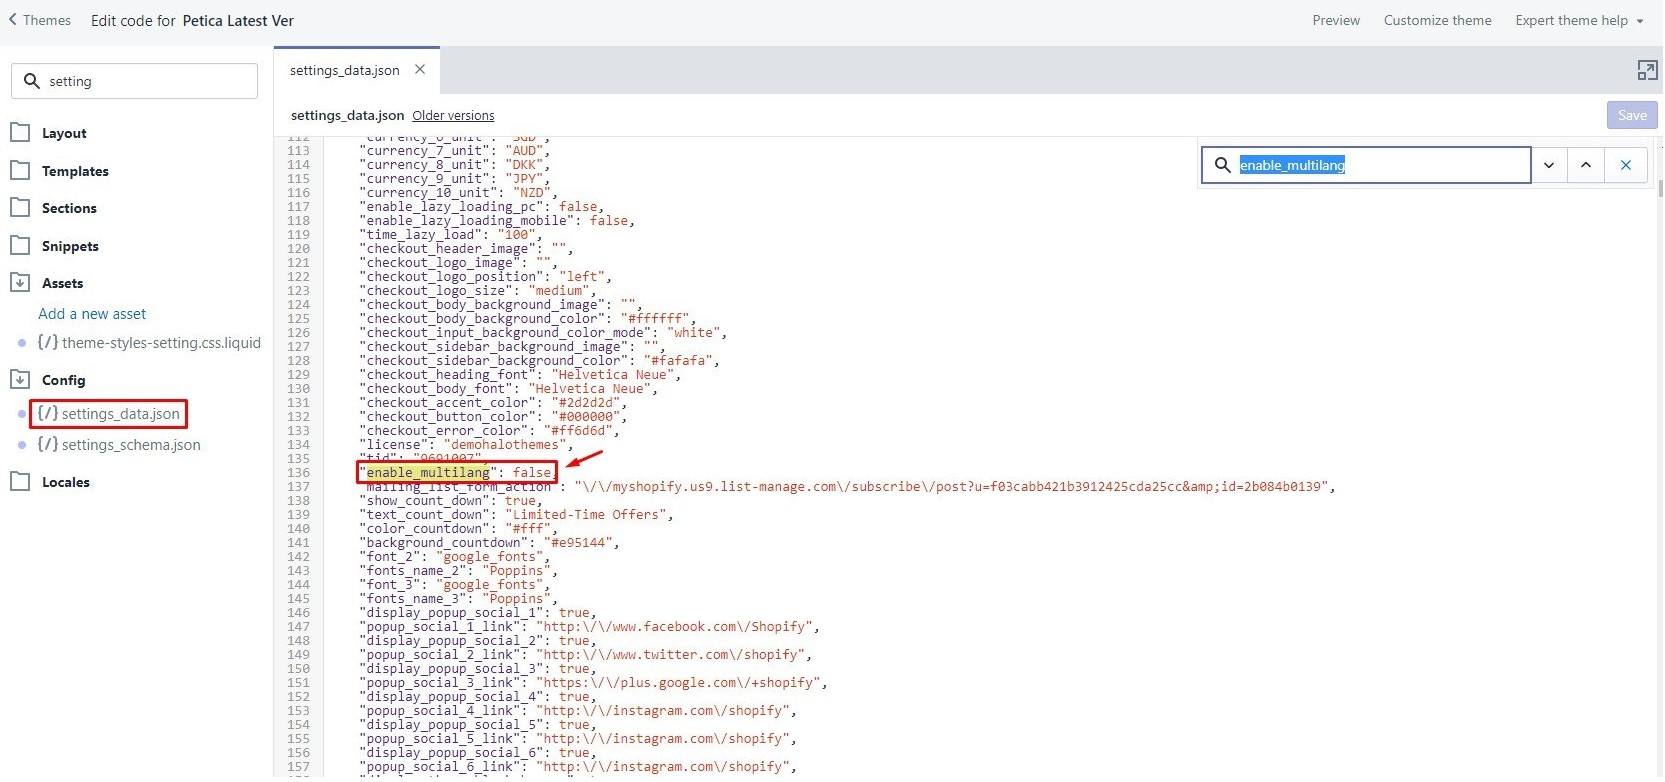 Themes Edit code for Petica Latest Ver Preview Customize theme Expert theme help
setting
Layout
Templates
Sections
Snippets
Assets
Add a new asset
{/} theme-styles-setting.css.liquid
Config
{/} settings_data.json
{/} settings_schema.json
Locales
settings_data.json
settings_data.json Older versions Save
enable_multilang
112 "currency_6_unit": "SGD",
113 "currency_7_unit": "AUD",
114 "currency_8_unit": "DKK",
115 "currency_9_unit": "JPY",
116 "currency_10_unit": "NZD",
117 "enable_lazy_loading_pc": false,
118 "enable_lazy_loading_mobile": false,
119 "time_lazy_load": "100",
120 "checkout_header_image": "",
121 "checkout_logo_image": "",
122 "checkout_logo_position": "left",
123 "checkout_logo_size": "medium",
124 "checkout_body_background_image": "",
125 "checkout_body_background_color": "#ffffff",
126 "checkout_input_background_color_mode": "white",
127 "checkout_sidebar_background_image": "",
128 "checkout_sidebar_background_color": "#fafafa",
129 "checkout_heading_font": "Helvetica Neue",
130 "checkout_body_font": "Helvetica Neue",
131 "checkout_accent_color": "#2d2d2d",
132 "checkout_button_color": "#000000",
133 "checkout_error_color": "#ff6d6d",
134 "license": "demohalothemes",
135 "tid": "9691007",
136 "enable_multilang": false,
137 "mailing_list_form_action": "\/\/myshopify.us9.list-manage.com\/subscribe\/post?u=f03cabb421b3912425cda25cc&amp;id=2b084b0139",
138 "show_count_down": true,
139 "text_count_down": "Limited-Time Offers",
140 "color_countdown": "#fff",
141 "background_countdown": "#e95144",
142 "font_2": "google_fonts",
143 "fonts_name_2": "Poppins",
144 "font_3": "google_fonts",
145 "fonts_name_3": "Poppins",
146 "display_popup_social_1": true,
147 "popup_social_1_link": "http:\/\/www.facebook.com\/Shopify",
148 "display_popup_social_2": true,
149 "popup_social_2_link": "http:\/\/www.twitter.com\/shopify",
150 "display_popup_social_3": true,
151 "popup_social_3_link": "https:\/\/plus.google.com\/+shopify",
152 "display_popup_social_4": true,
153 "popup_social_4_link": "http:\/\/instagram.com\/shopify",
154 "display_popup_social_5": true,
155 "popup_social_5_link": "http:\/\/instagram.com\/shopify",
156 "display_popup_social_6": true,
157 "popup_social_6_link": "http:\/\/instagram.com\/shopify",